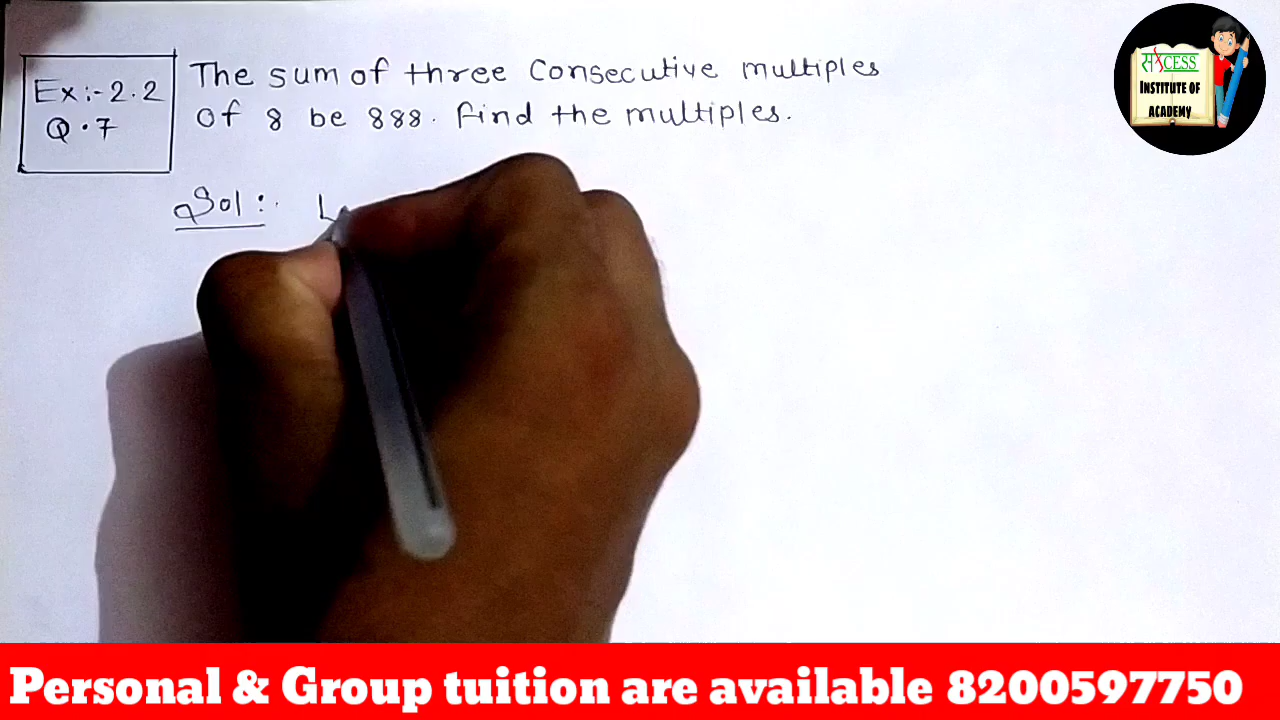 Ex:- 2.2
Q.7
The sum of three Consecutive multiples
of 8 be 888. find the multiples.
Sol:
સક્સેસ
INSTITUTE OF
ACADEMY
Personal & Group tuition are available 8200597750